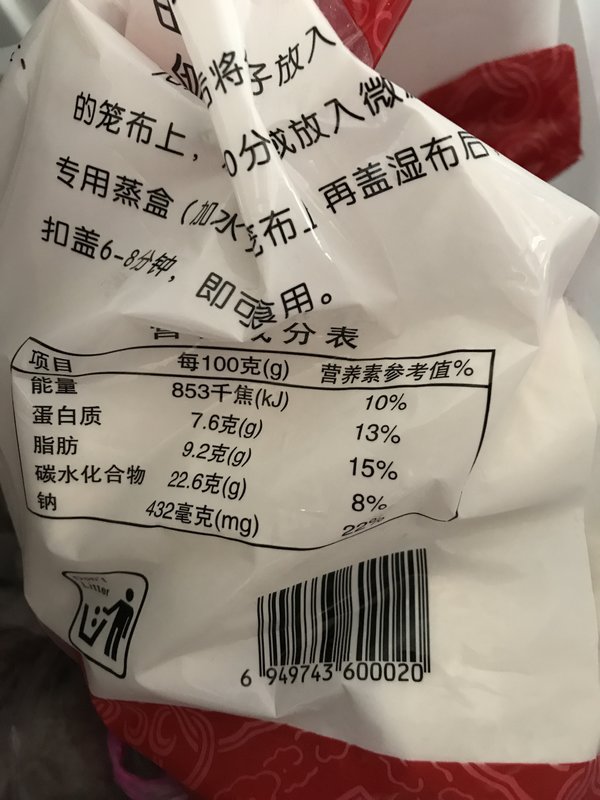 将
放入
的笼布上，
0分
或放入微
专用蒸盒（加水
布上
再盖湿布后
扣盖6-8分钟，
即可食用。
分表
项目 每100克(g) 营养素参考值%
能量 853千焦(kJ) 10%
蛋白质 7.6克(g) 13%
脂肪 9.2克(g) 15%
碳水化合物 22.6克(g) 8%
钠 432毫克(mg) 22%
Litter
6 949743 600020